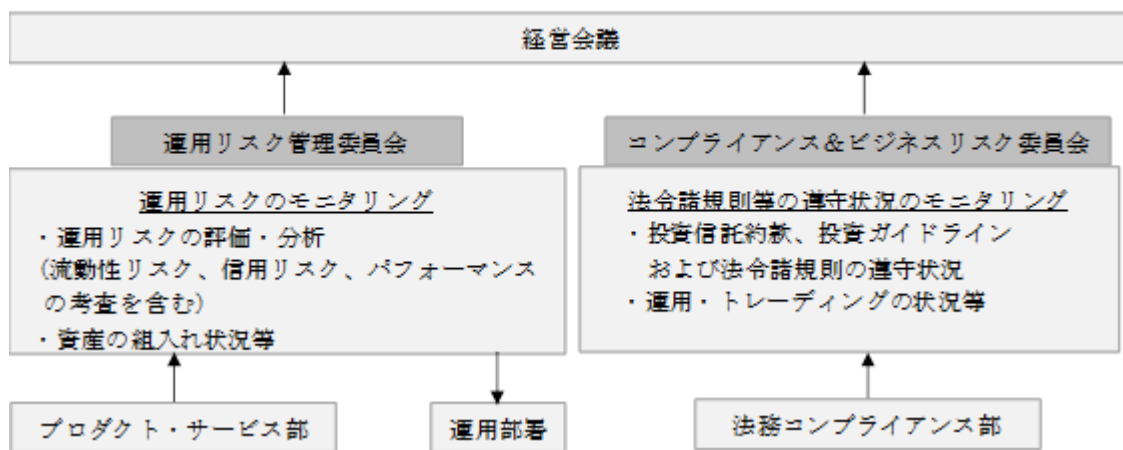 経営会議
運用リスク管理委員会
運用リスクのモニタリング
・運用リスクの評価・分析
(流動性リスク、信用リスク、パフォーマンス
の考査を含む)
・資産の組入れ状況等
プロダクト・サービス部
運用部署
コンプライアンス&ビジネスリスク委員会
法令諸規則等の遵守状況のモニタリング
・投資信託約款、投資ガイドライン
および法令諸規則の遵守状況
・運用・トレーディングの状況等
法務コンプライアンス部